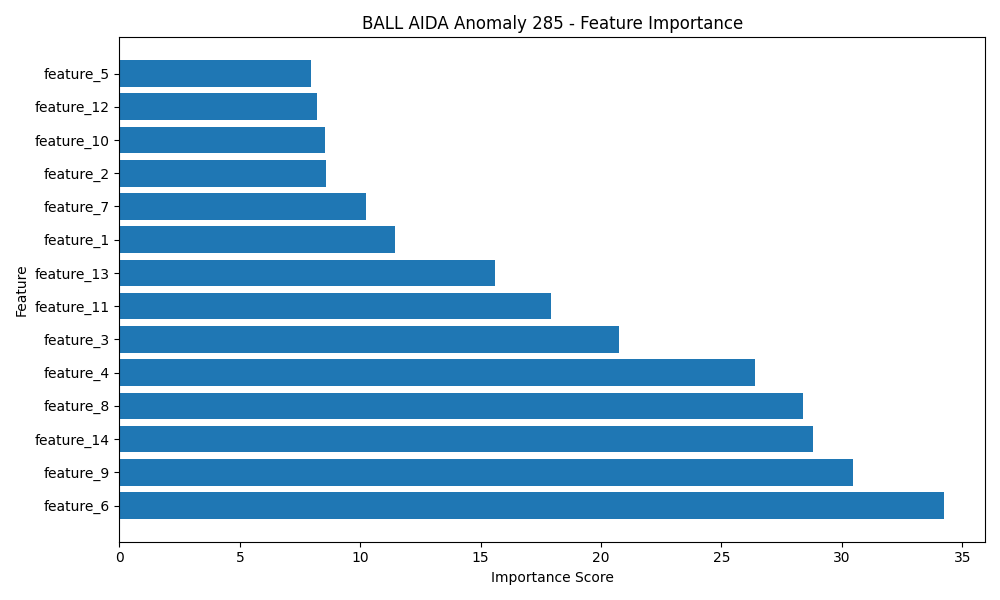 BALL AIDA Anomaly 285 - Feature Importance
feature_5
feature_12
feature_10
feature_2
feature_7
feature_1
feature_13
feature_11
feature_3
feature_4
feature_8
feature_14
feature_9
feature_6
Feature
0 5 10 15 20 25 30 35
Importance Score